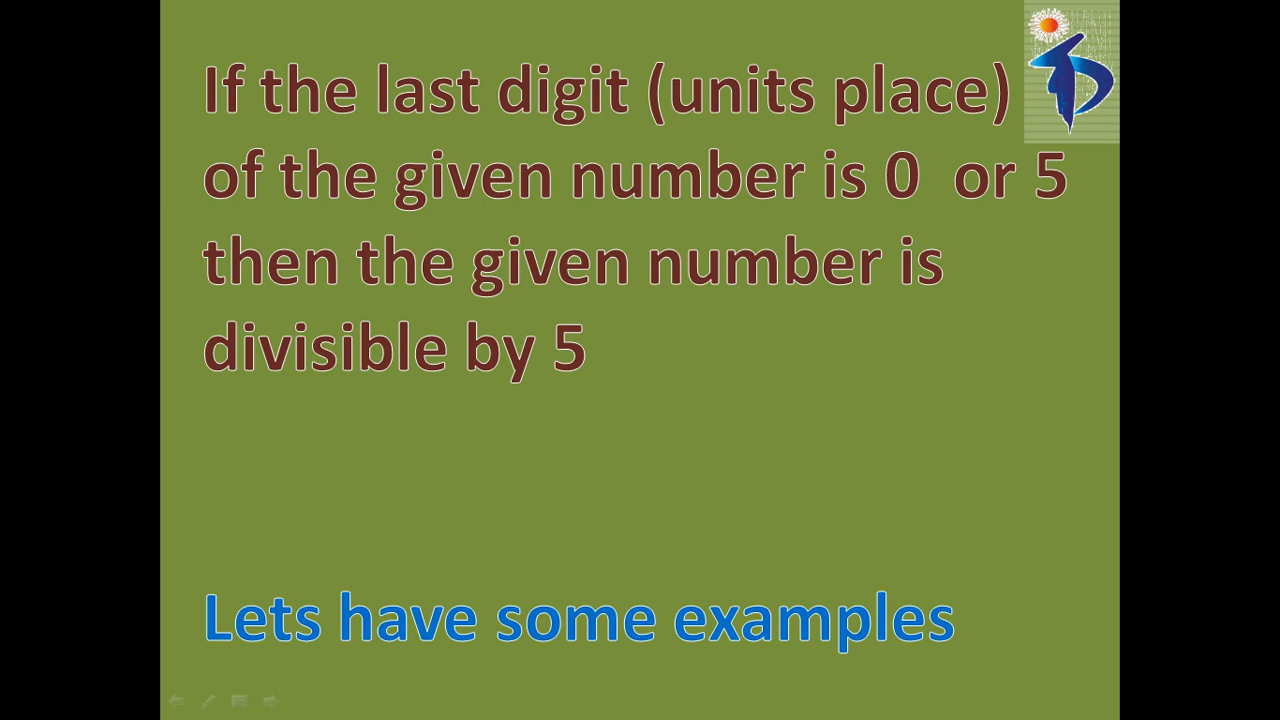 If the last digit (units place)
of the given number is 0 or 5
then the given number is
divisible by 5
Lets have some examples